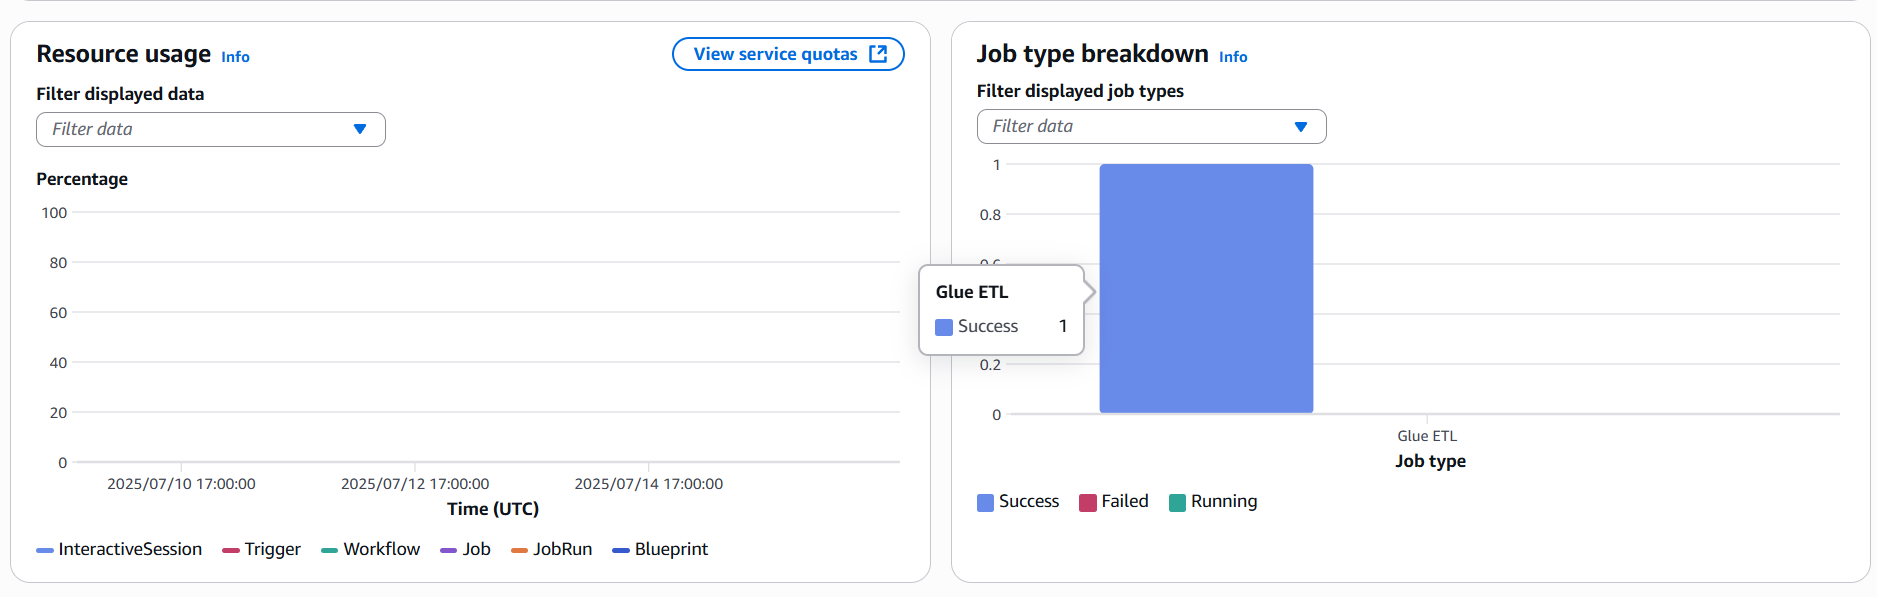 Resource usage Info
View service quotas
Filter displayed data
Filter data
Percentage
100
80
60
40
20
0
2025/07/10 17:00:00
2025/07/12 17:00:00
2025/07/14 17:00:00
Time (UTC)
InteractiveSession
Trigger
Workflow
Job
JobRun
Blueprint
Job type breakdown Info
Filter displayed job types
Filter data
1
0.8
0.2
0
Glue ETL
Success 1
Glue ETL
Job type
Success
Failed
Running